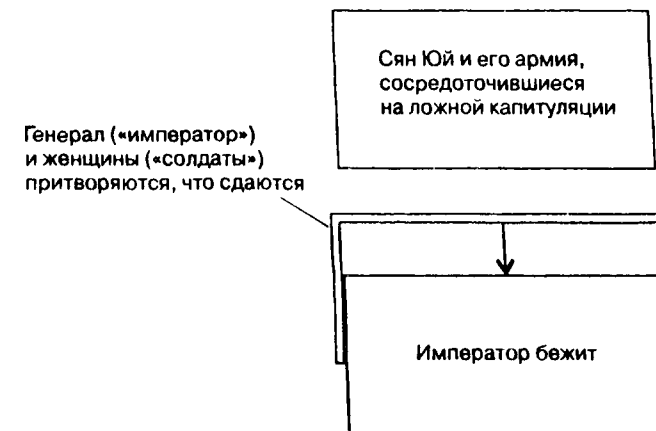 Сян Юй и его армия,
сосредоточившиеся
на ложной капитуляции
Генерал («император»)
и женщины («солдаты»)
притворяются, что сдаются
Император бежит